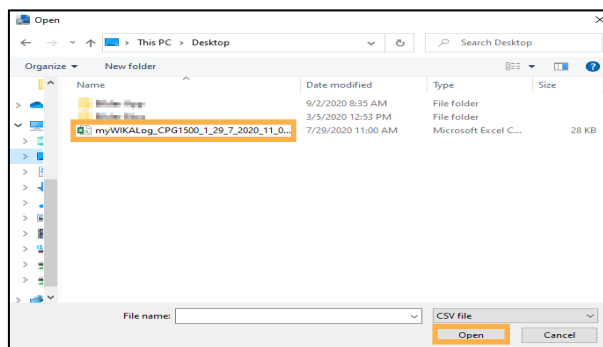 Open
This PC > Desktop
Search Desktop
Organize
New folder
Name
Date modified
Type
Size
9/2/2020 8:35 AM
File folder
3/5/2020 12:53 PM
File folder
myWIKALog_CPG1500_1_29_7_2020_11_0...
7/29/2020 11:00 AM
Microsoft Excel C...
28 KB
File name:
CSV file
Open
Cancel